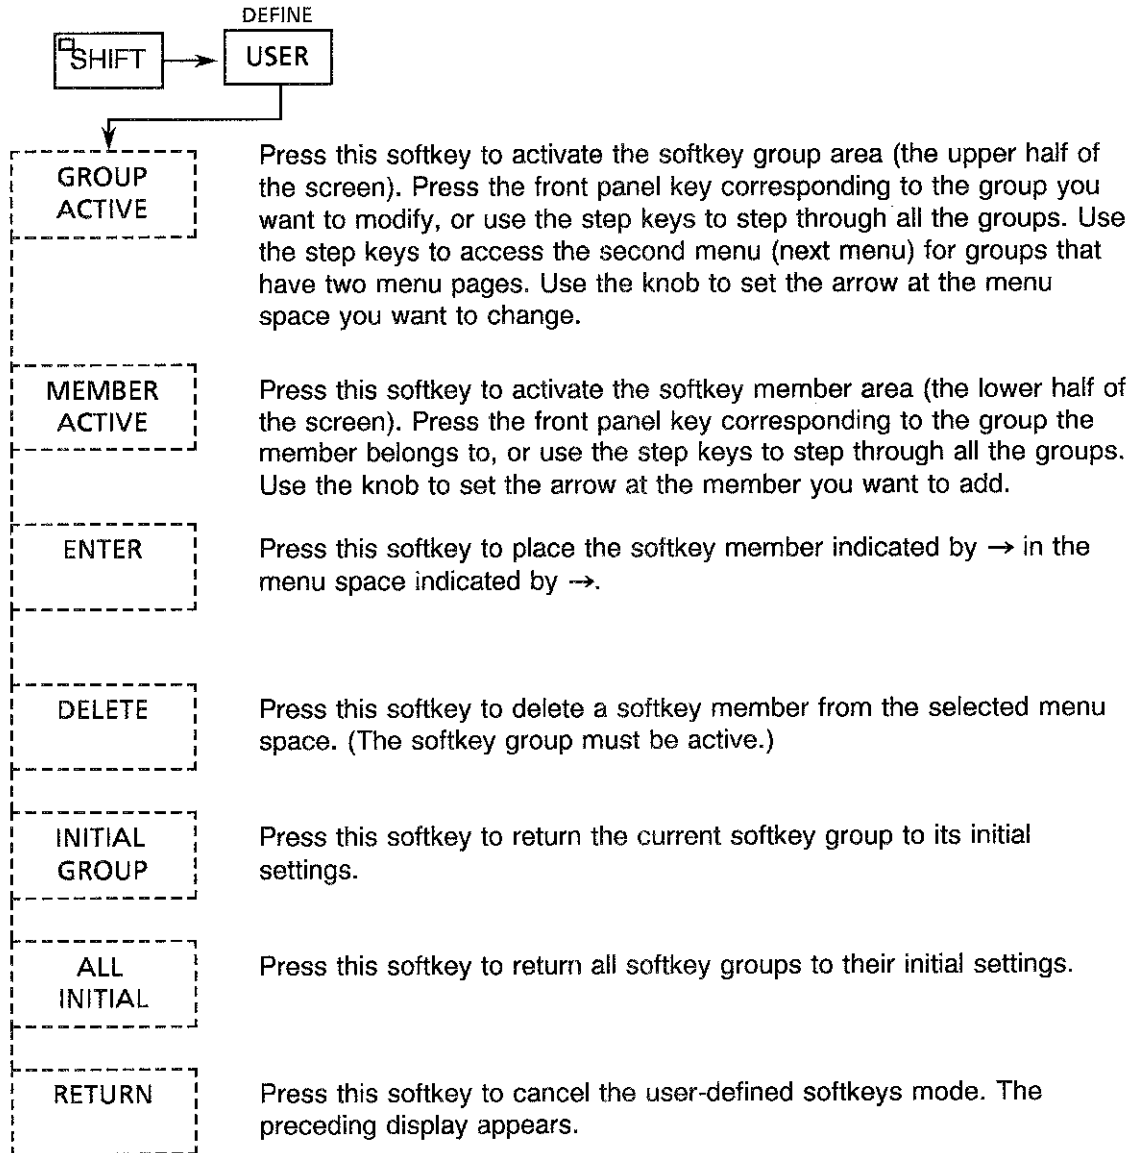 DEFINE
SHIFT
USER
GROUP
ACTIVE
Press this softkey to activate the softkey group area (the upper half of
the screen). Press the front panel key corresponding to the group you
want to modify, or use the step keys to step through all the groups. Use
the step keys to access the second menu (next menu) for groups that
have two menu pages. Use the knob to set the arrow at the menu
space you want to change.
MEMBER
ACTIVE
Press this softkey to activate the softkey member area (the lower half of
the screen). Press the front panel key corresponding to the group the
member belongs to, or use the step keys to step through all the groups.
Use the knob to set the arrow at the member you want to add.
ENTER
Press this softkey to place the softkey member indicated by → in the
menu space indicated by →.
DELETE
Press this softkey to delete a softkey member from the selected menu
space. (The softkey group must be active.)
INITIAL
GROUP
Press this softkey to return the current softkey group to its initial
settings.
ALL
INITIAL
Press this softkey to return all softkey groups to their initial settings.
RETURN
Press this softkey to cancel the user-defined softkeys mode. The
preceding display appears.